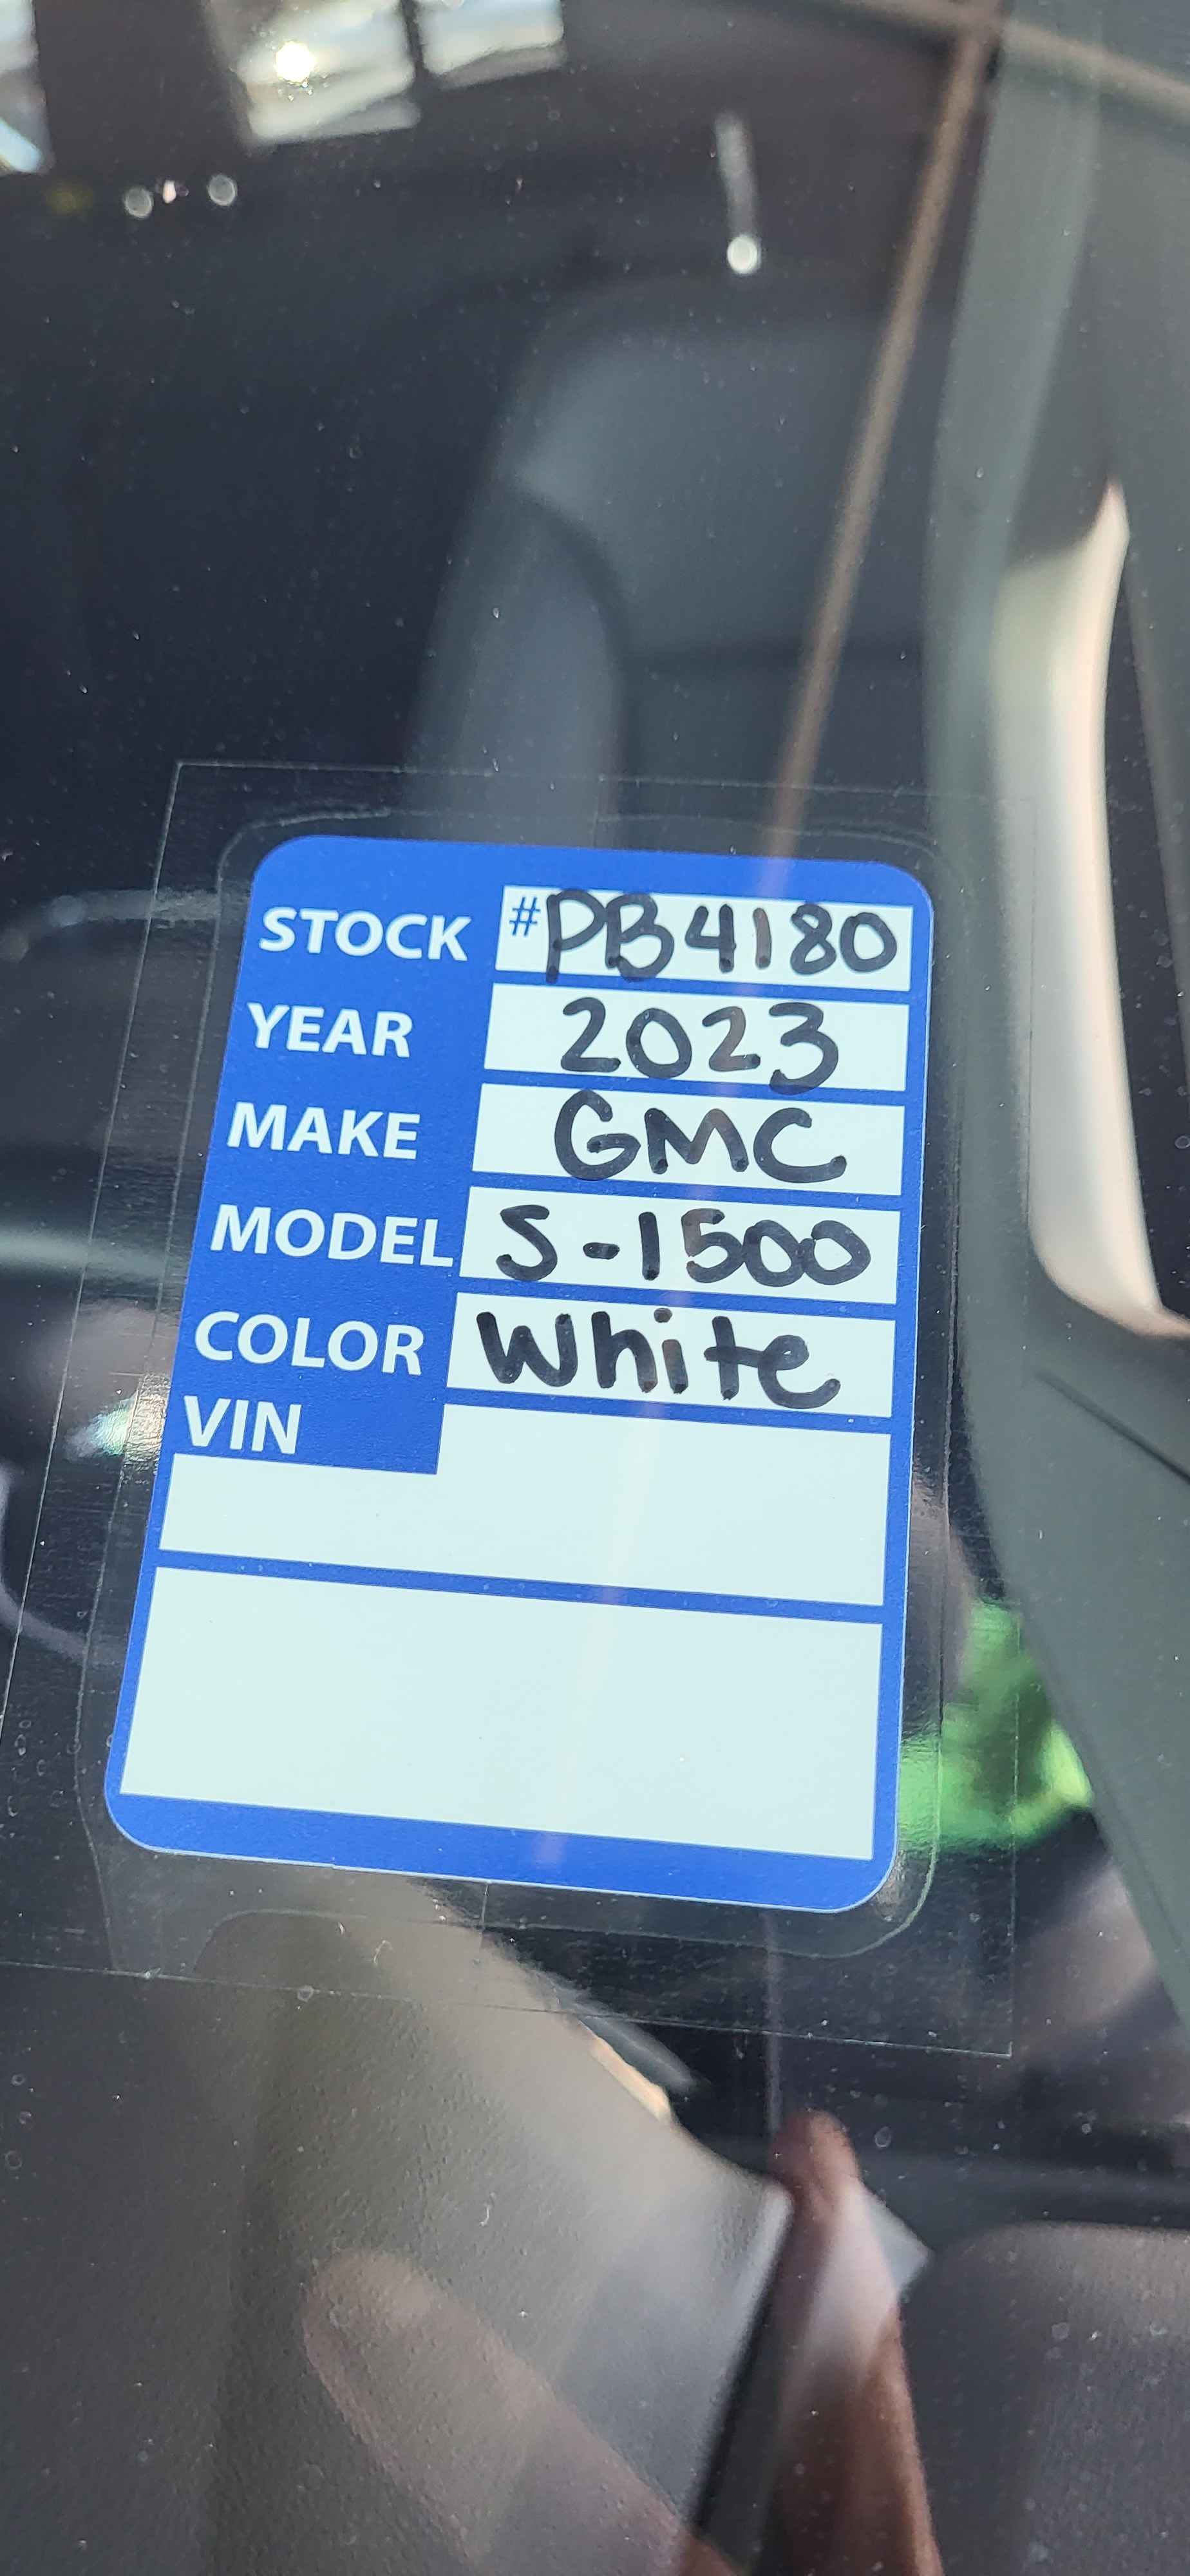 STOCK #PB4180
YEAR 2023
MAKE GMC
MODEL S-1500
COLOR White
VIN